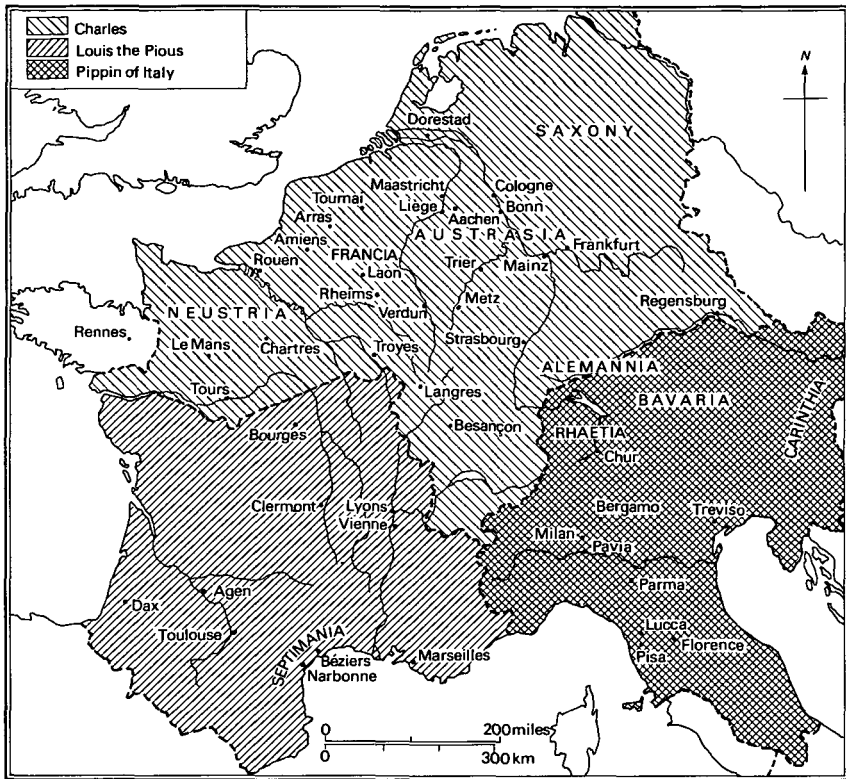 Charles
Louis the Pious
Pippin of Italy
N
Dorestad
SAXONY
Maastricht
Cologne
Tournai
Liège
Bonn
Aachen
Arras
AUSTRASIA
Amiens
FRANCIA
Frankfurt
Rouen
Laon
Trier
Mainz
Rheims
Metz
Regensburg
NEUSTRIA
Verdun
Rennes
Le Mans
Chartres
Troyes
Strasbourg
ALEMANNIA
Tours
Langres
BAVARIA
CARINTHIA
Bourges
Besançon
RHAETIA
Chur
Clermont
Lyons
Bergamo
Treviso
Vienne
Milan
Pavia
Agen
Parma
Dax
Toulouse
Lucca
SEPTIMANIA
Florence
Béziers
Marseilles
Pisa
Narbonne
0 200 miles
0 300 km